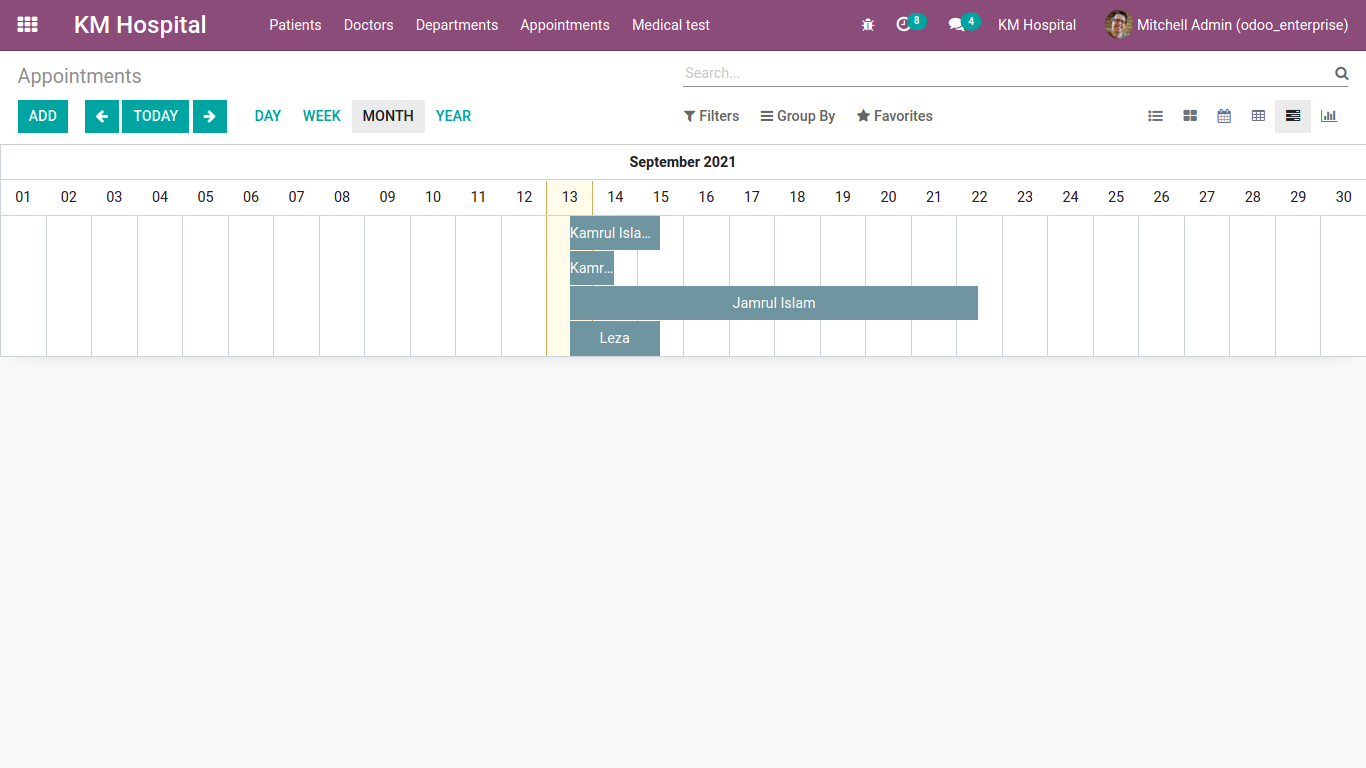 KM Hospital Patients Doctors Departments Appointments Medical test 8 4 KM Hospital Mitchell Admin (odoo_enterprise)
Appointments Search...
ADD TODAY DAY WEEK MONTH YEAR Filters Group By Favorites
September 2021
01 02 03 04 05 06 07 08 09 10 11 12 13 14 15 16 17 18 19 20 21 22 23 24 25 26 27 28 29 30
Kamrul Isla...
Kamr...
Jamrul Islam
Leza